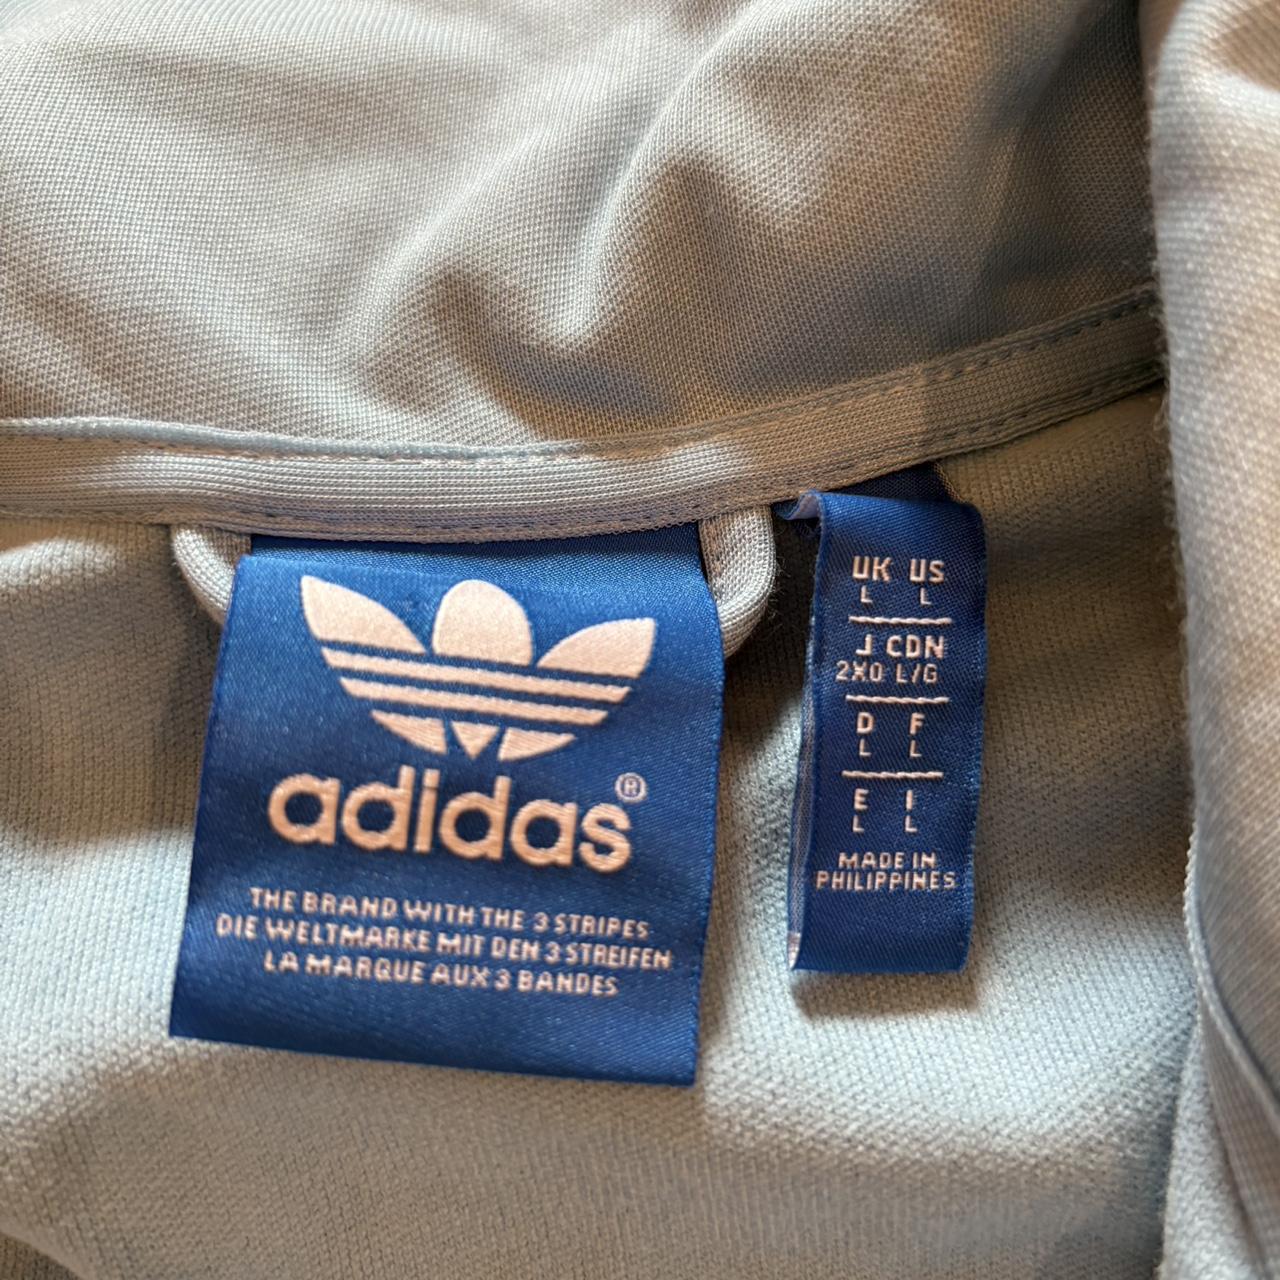 adidas®
THE BRAND WITH THE 3 STRIPES
DIE WELTMARKE MIT DEN 3 STREIFEN
LA MARQUE AUX 3 BANDES
UK US
L L
J CDN
2XO L/G
D F
L L
E I
L L
MADE IN
PHILIPPINES